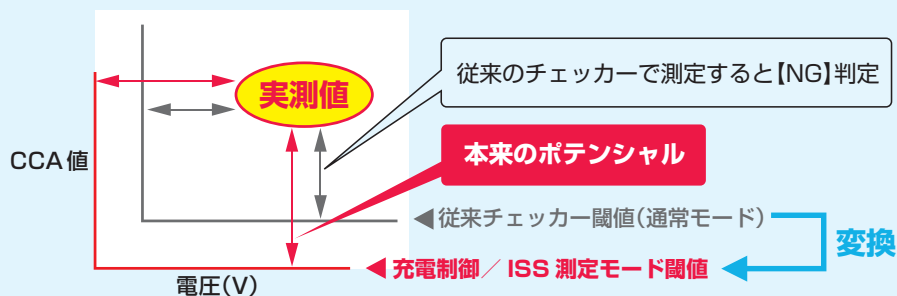 従来のチェッカーで測定すると【NG】判定
実測値
本来のポテンシャル
CCA値
◀従来チェッカー閾値(通常モード)
変換
◀充電制御/ISS 測定モード閾値
電圧(V)